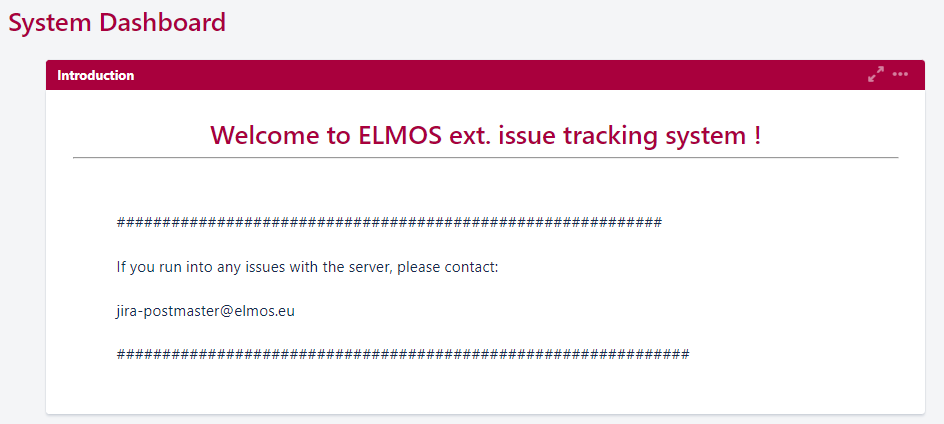 System Dashboard
Introduction
Welcome to ELMOS ext. issue tracking system !
############################################################
If you run into any issues with the server, please contact:
jira-postmaster@elmos.eu
###############################################################